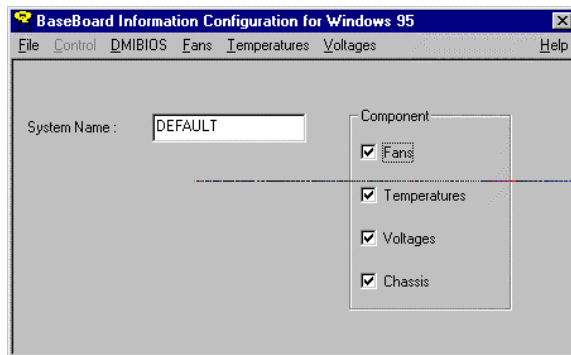 BaseBoard Information Configuration for Windows 95
File Control DMIBIOS Fans Temperatures Voltages Help
System Name : DEFAULT
Component
Fans
Temperatures
Voltages
Chassis